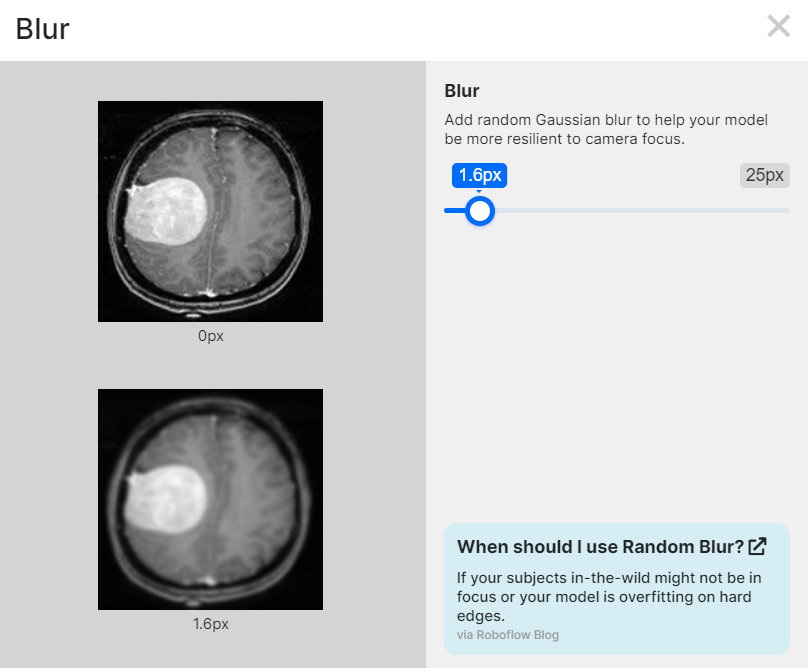 Blur
0px
1.6px
Blur
Add random Gaussian blur to help your model
be more resilient to camera focus.
1.6px
25px
When should I use Random Blur?
If your subjects in-the-wild might not be in
focus or your model is overfitting on hard
edges.
via Roboflow Blog